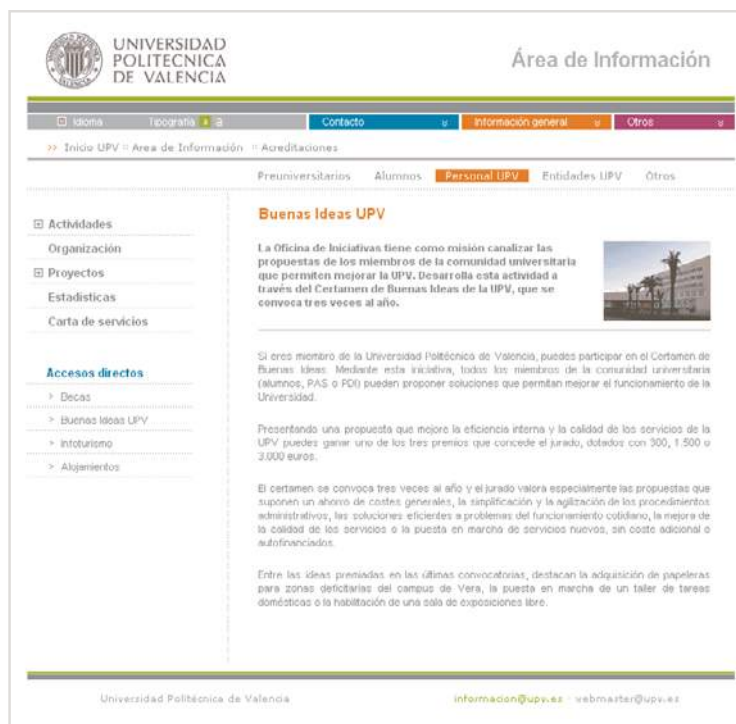 UNIVERSIDAD
POLITECNICA
DE VALENCIA
Área de Información
Idioma Tipografía a a
Contacto
Información general
Otros
>> Inicio UPV :: Area de Información :: Acreditaciones
Preuniversitarios Alumnos Personal UPV Entidades UPV Otros
Actividades
Organización
Proyectos
Estadísticas
Carta de servicios
Accesos directos
> Becas
> Buenas Ideas UPV
> Infoturismo
> Alojamientos
Buenas Ideas UPV
La Oficina de Iniciativas tiene como misión canalizar las
propuestas de los miembros de la comunidad universitaria
que permiten mejorar la UPV. Desarrolla esta actividad a
través del Certamen de Buenas Ideas de la UPV, que se
convoca tres veces al año.
Si eres miembro de la Universidad Politécnica de Valencia, puedes participar en el Certamen de
Buenas Ideas. Mediante esta iniciativa, todos los miembros de la comunidad universitaria
(alumnos, PAS o PDI) pueden proponer soluciones que permitan mejorar el funcionamiento de la
Universidad.
Presentando una propuesta que mejore la eficiencia interna y la calidad de los servicios de la
UPV puedes ganar uno de los tres premios que concede el jurado, dotados con 300, 1.500 o
3.000 euros.
El certamen se convoca tres veces al año y el jurado valora especialmente las propuestas que
suponen un ahorro de costes generales, la simplificación y la agilización de los procedimientos
administrativos, las soluciones eficientes a problemas del funcionamiento cotidiano, la mejora de
la calidad de los servicios o la puesta en marcha de servicios nuevos, sin coste adicional o
autofinanciados.
Entre las ideas premiadas en las últimas convocatorias, destacan la adquisición de papeleras
para zonas deficitarias del campus de Vera, la puesta en marcha de un taller de tareas
domésticas o la habilitación de una sala de exposiciones libre.
Universidad Politécnica de Valencia
informacion@upv.es · webmaster@upv.es